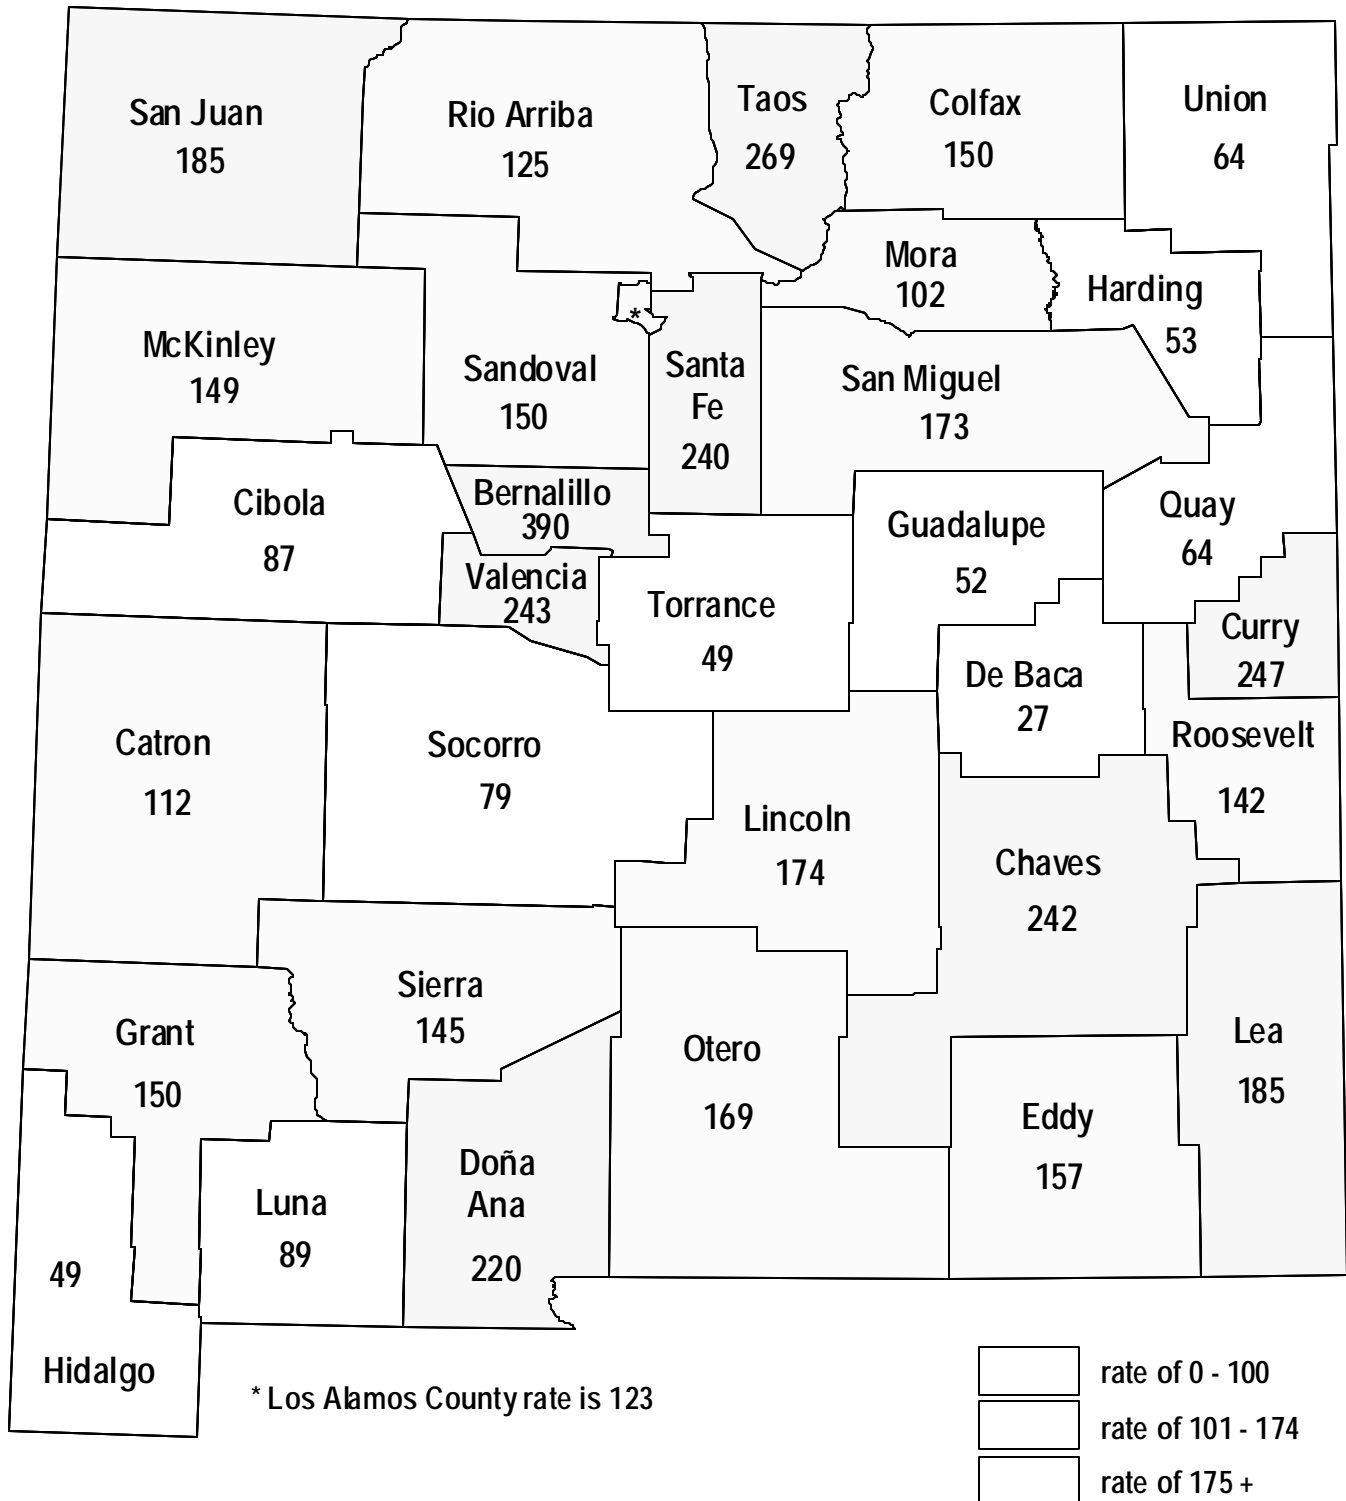 San Juan
185
Rio Arriba
125
Taos
269
Colfax
150
Union
64
Mora
102
Harding
53
McKinley
149
Sandoval
150
*
Santa
Fe
240
San Miguel
173
Cibola
87
Bernalillo
390
Valencia
243
Torrance
49
Guadalupe
52
Quay
64
Curry
247
De Baca
27
Roosevelt
142
Catron
112
Socorro
79
Lincoln
174
Chaves
242
Sierra
145
Grant
150
Otero
169
Lea
185
Eddy
157
Doña
Ana
220
Luna
89
49
Hidalgo
* Los Alamos County rate is 123
rate of 0 - 100
rate of 101 - 174
rate of 175 +